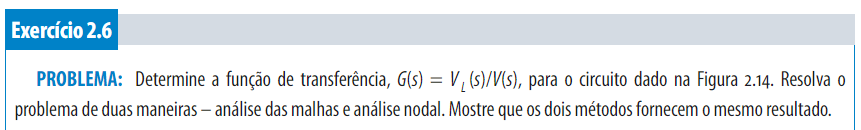 Exercício 2.6
PROBLEMA: Determine a função de transferência, G(s) = V_L (s)/V(s), para o circuito dado na Figura 2.14. Resolva o
problema de duas maneiras – análise das malhas e análise nodal. Mostre que os dois métodos fornecem o mesmo resultado.